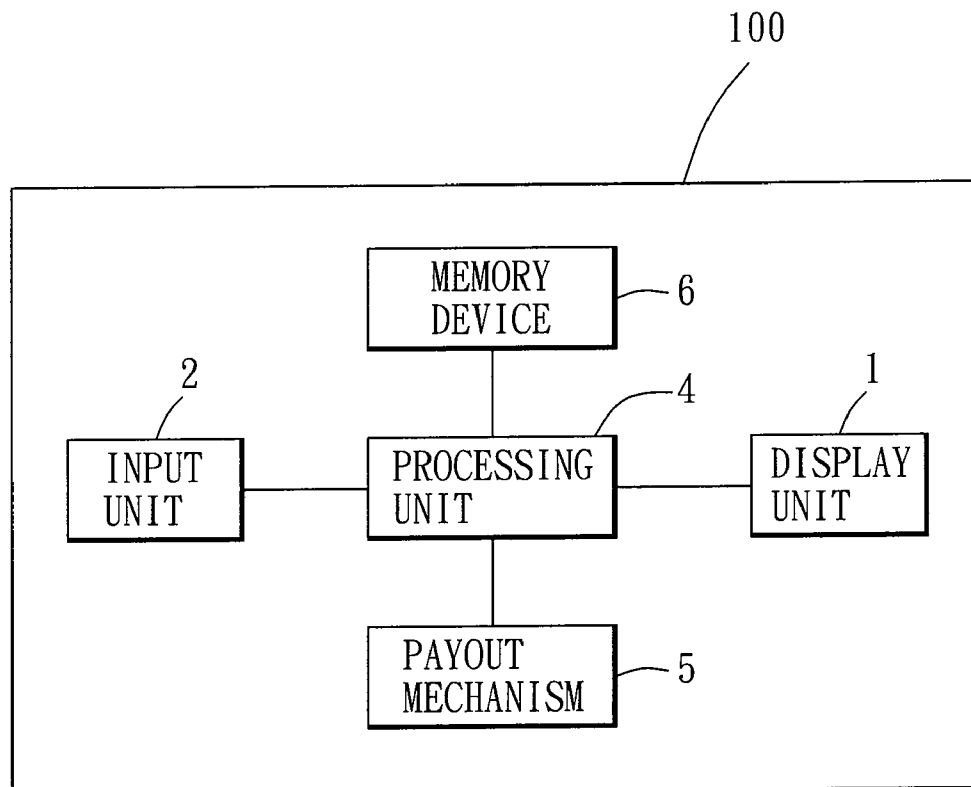 100
MEMORY
DEVICE
6
2
4
1
INPUT
UNIT
PROCESSING
UNIT
DISPLAY
UNIT
PAYOUT
MECHANISM
5